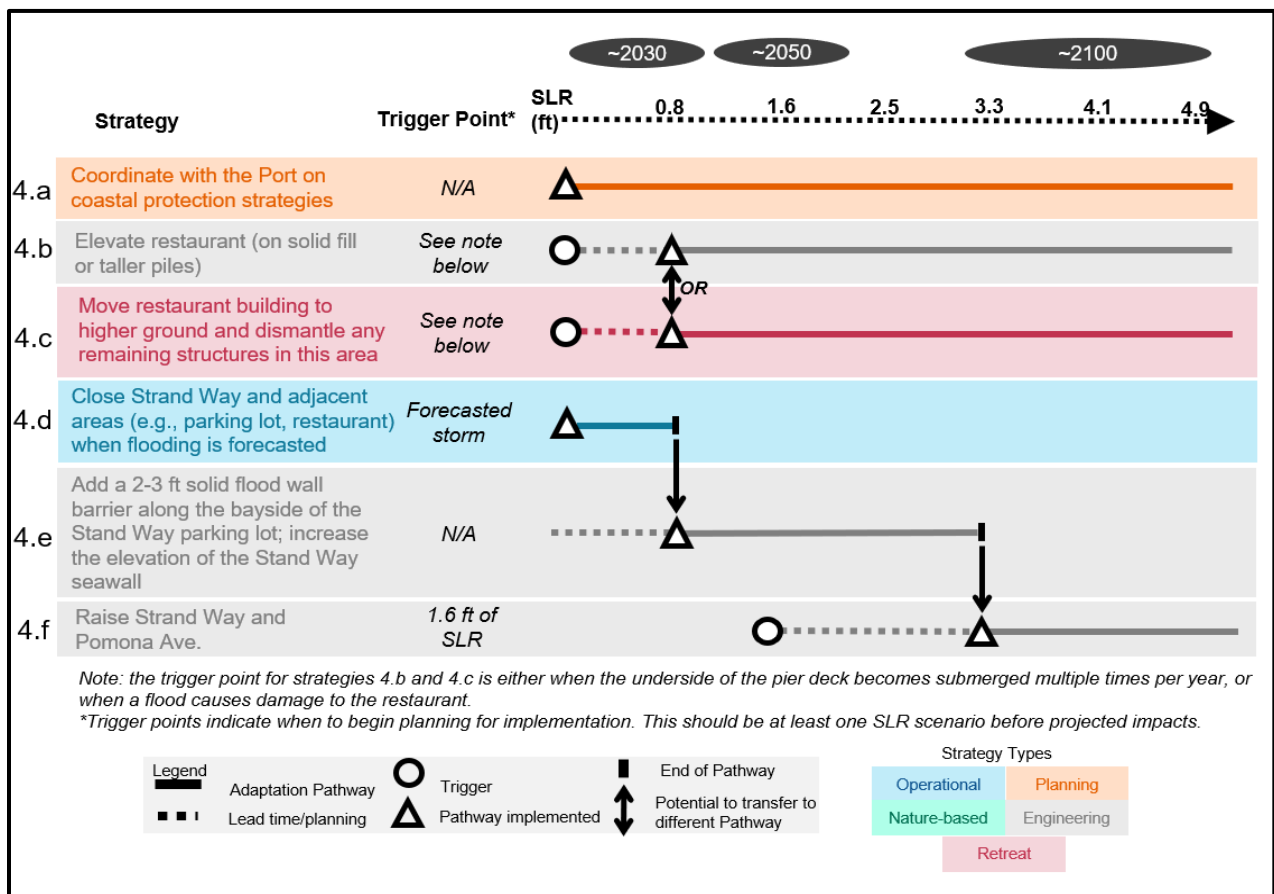 ~2030
~2050
~2100
Strategy
Trigger Point*
SLR
(ft)
0.8
1.6
2.5
3.3
4.1
4.9
4.a
Coordinate with the Port on
coastal protection strategies
N/A
4.b
Elevate restaurant (on solid fill
or taller piles)
See note
below
OR
4.c
Move restaurant building to
higher ground and dismantle any
remaining structures in this area
See note
below
4.d
Close Strand Way and adjacent
areas (e.g., parking lot, restaurant)
when flooding is forecasted
Forecasted
storm
4.e
Add a 2-3 ft solid flood wall
barrier along the bayside of the
Stand Way parking lot; increase
the elevation of the Stand Way
seawall
N/A
4.f
Raise Strand Way and
Pomona Ave.
1.6 ft of
SLR
Note: the trigger point for strategies 4.b and 4.c is either when the underside of the pier deck becomes submerged multiple times per year, or
when a flood causes damage to the restaurant.
*Trigger points indicate when to begin planning for implementation. This should be at least one SLR scenario before projected impacts.
Legend
Adaptation Pathway
Lead time/planning
Trigger
Pathway implemented
End of Pathway
Potential to transfer to
different Pathway
Strategy Types
Operational
Planning
Nature-based
Engineering
Retreat